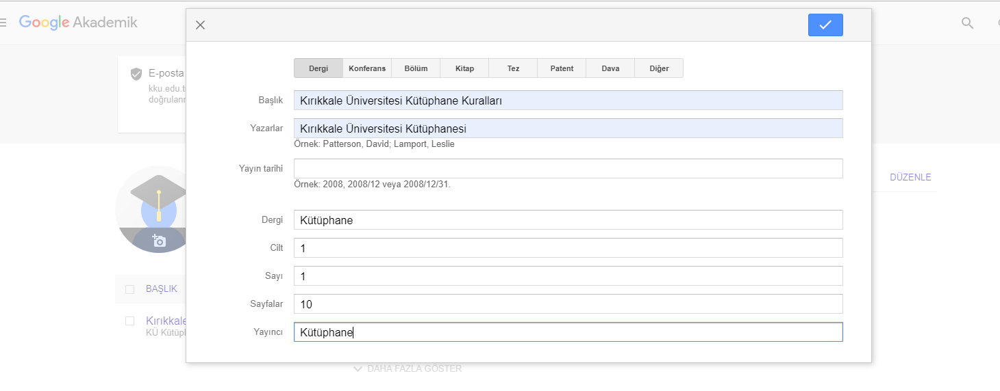 Google Akademik
E-posta
kku.edu.t
doğrulanm
Dergi Konferans Bölüm Kitap Tez Patent Dava Diğer
Başlık Kırıkkale Üniversitesi Kütüphane Kuralları
Yazarlar Kırıkkale Üniversitesi Kütüphanesi
Örnek: Patterson, David; Lamport, Leslie
Yayın tarihi
Örnek: 2008, 2008/12 veya 2008/12/31.
DÜZENLE
Dergi Kütüphane
Cilt 1
Sayı 1
Sayfalar 10
Yayıncı Kütüphane
BAŞLIK
Kırıkkale
KÜ Kütüph
DAHA FAZLA GÖSTER